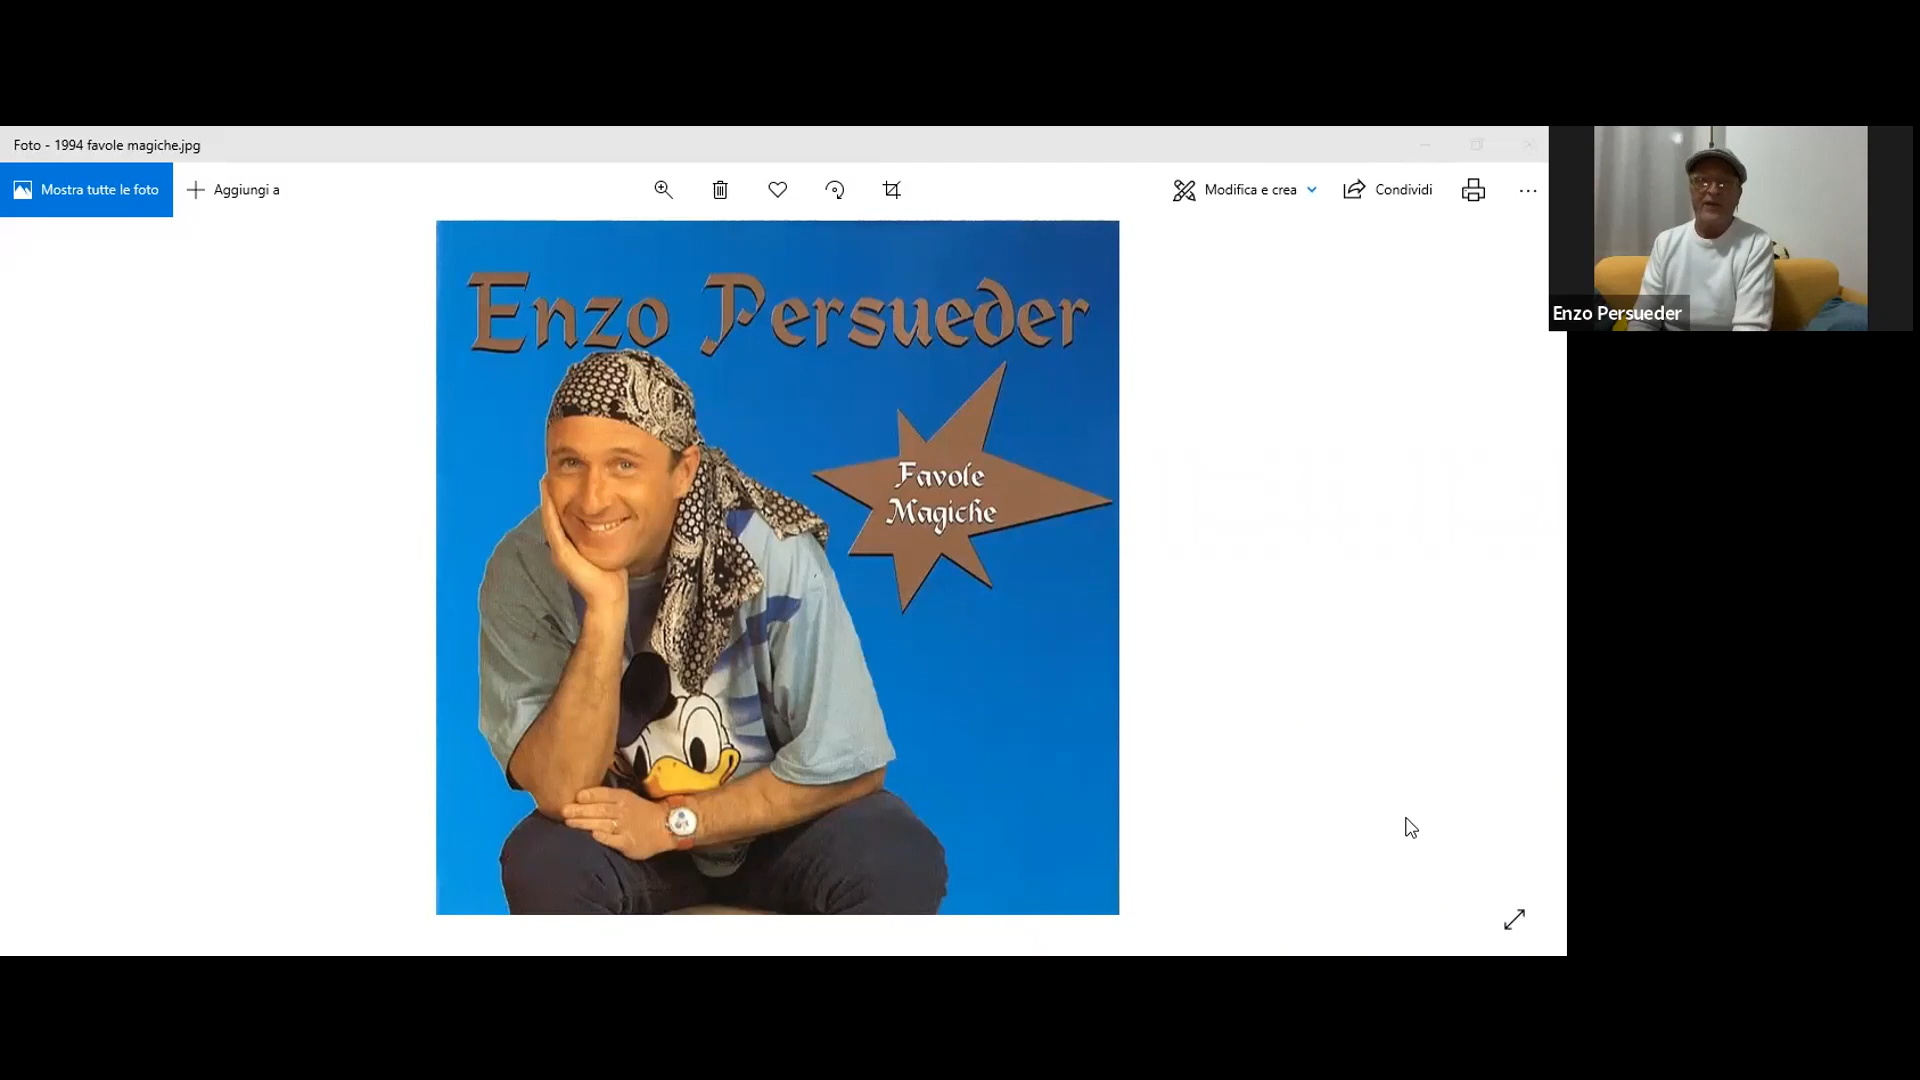 Foto - 1994 favole magiche.jpg
Mostra tutte le foto
Aggiungi a
Modifica e crea
Condividi
Enzo Persueder
Enzo Persueder
Favole
Magiche